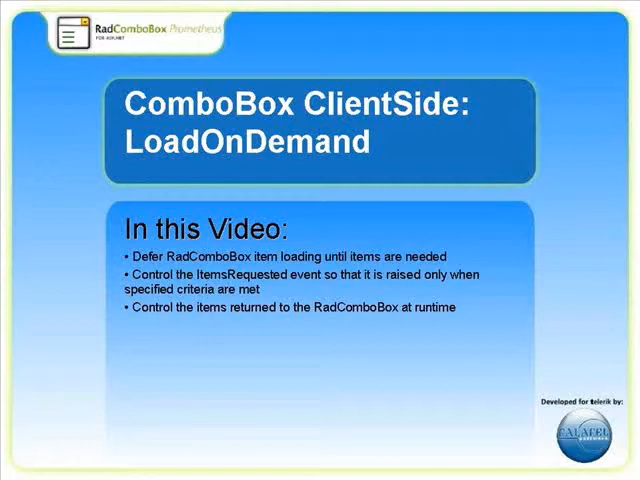 RadComboBox Prometheus
FOR ASP.NET
ComboBox ClientSide:
LoadOnDemand
In this Video:
• Defer RadComboBox item loading until items are needed
• Control the ItemsRequested event so that it is raised only when
specified criteria are met
• Control the items returned to the RadComboBox at runtime
Developed for telerik by:
FALAFEL
SOFTWARE